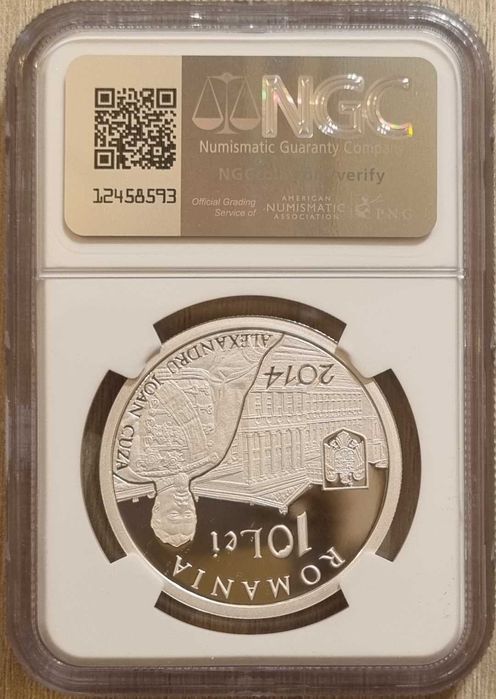 NGC
Numismatic Guaranty Company
verify
12458593
Official Grading
Service of
AMERICAN
NUMISMATIC
ASSOCIATION
PNG
ALEXANDRU IOAN CUZA
2014
10 Lei
ROMANIA